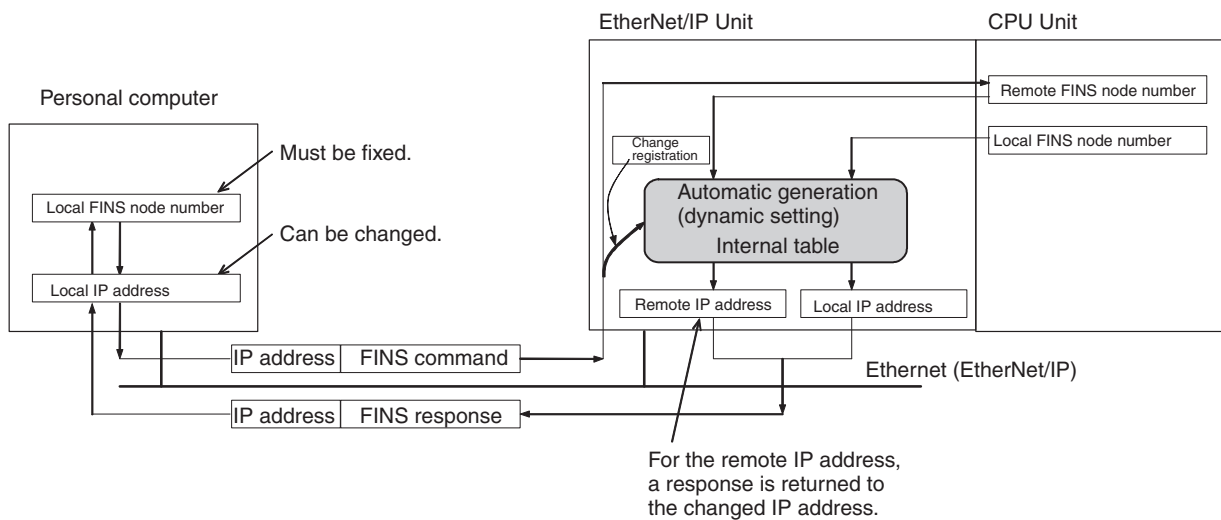 EtherNet/IP Unit
CPU Unit
Personal computer
Remote FINS node number
Local FINS node number
Must be fixed.
Change
registration
Local FINS node number
Automatic generation
(dynamic setting)
Internal table
Can be changed.
Local IP address
Remote IP address
Local IP address
IP address
FINS command
Ethernet (EtherNet/IP)
IP address
FINS response
For the remote IP address,
a response is returned to
the changed IP address.